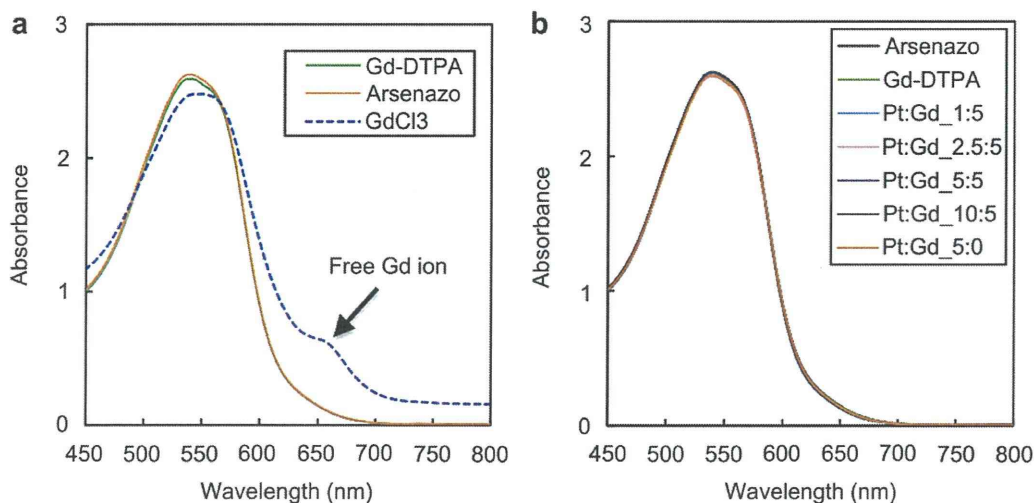 a
3
2
1
0
Absorbance
450 500 550 600 650 700 750 800
Wavelength (nm)
Gd-DTPA
Arsenazo
GdCl3
Free Gd ion
b
3
2
1
0
Absorbance
450 500 550 600 650 700 750 800
Wavelength (nm)
Arsenazo
Gd-DTPA
Pt:Gd_1:5
Pt:Gd_2.5:5
Pt:Gd_5:5
Pt:Gd_10:5
Pt:Gd_5:0